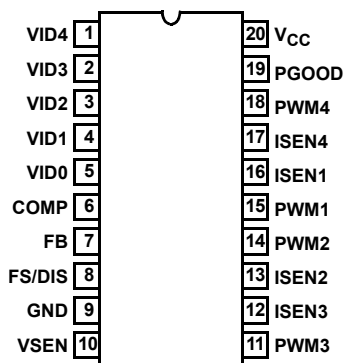 VID4 1
VID3 2
VID2 3
VID1 4
VID0 5
COMP 6
FB 7
FS/DIS 8
GND 9
VSEN 10
20 VCC
19 PGOOD
18 PWM4
17 ISEN4
16 ISEN1
15 PWM1
14 PWM2
13 ISEN2
12 ISEN3
11 PWM3